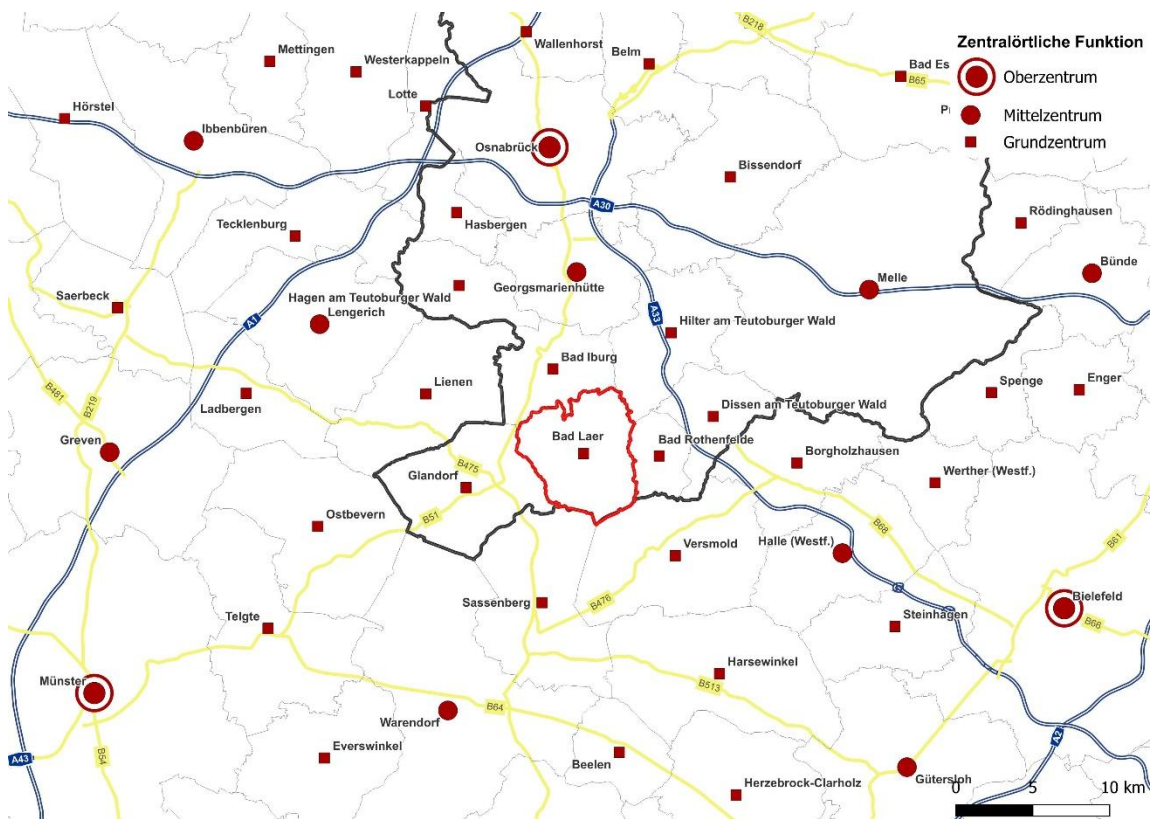 Mettingen
Westerkappeln
Wallenhorst
Belm
B218
Zentralörtliche Funktion
Bad Es
B65
Oberzentrum
Hörstel
Lotte
Ibbenbüren
Osnabrück
Mittelzentrum
Grundzentrum
Bissendorf
A30
Tecklenburg
Hasbergen
Rödinghausen
Saerbeck
Hagen am Teutoburger Wald
Lengerich
Georgsmarienhütte
Melle
Bünde
A1
A33
Hilter am Teutoburger Wald
Bad Iburg
B481
B219
Ladbergen
Lienen
Spenge
Enger
Dissen am Teutoburger Wald
Greven
Bad Laer
Bad Rothenfelde
Borgholzhausen
B475
Glandorf
Werther (Westf.)
B51
B68
Ostbevern
Versmold
Halle (Westf.)
B61
B476
Sassenberg
Bielefeld
B66
Telgte
Steinhagen
Münster
Harsewinkel
B513
Warendorf
B64
A2
A43
B54
Everswinkel
Beelen
Gütersloh
Herzebrock-Clarholz
0 5 10 km